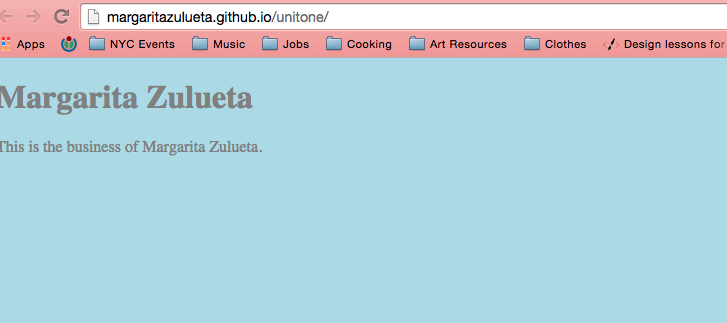 margaritazulueta.github.io/unitone/
Apps NYC Events Music Jobs Cooking Art Resources Clothes Design lessons for
Margarita Zulueta
This is the business of Margarita Zulueta.